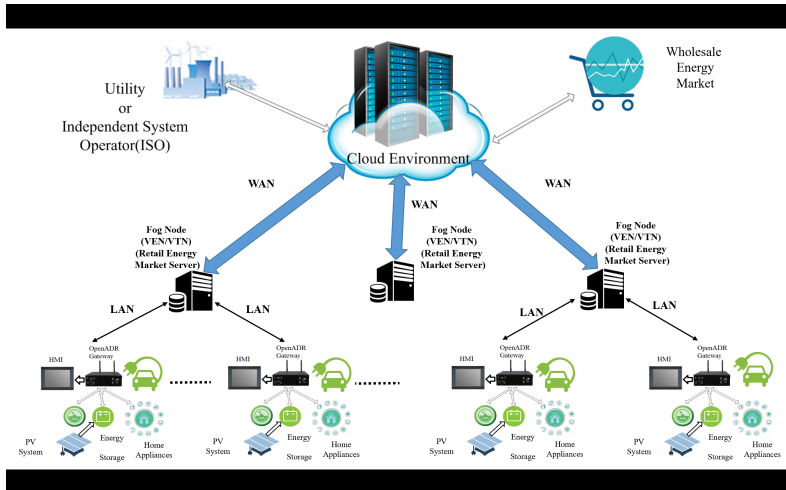 Utility
or
Independent System
Operator(ISO)
Wholesale
Energy
Market
Cloud Environment
WAN
WAN
WAN
Fog Node
(VEN/VTN)
(Retail Energy
Market Server)
Fog Node
(VEN/VTN)
(Retail Energy
Market Server)
Fog Node
(VEN/VTN)
(Retail Energy
Market Server)
LAN
LAN
LAN
LAN
OpenADR
Gateway
HMI
PV
System
Energy
Storage
Home
Appliances
OpenADR
Gateway
HMI
PV
System
Energy
Storage
Home
Appliances
OpenADR
Gateway
HMI
PV
System
Energy
Storage
Home
Appliances
OpenADR
Gateway
HMI
PV
System
Energy
Storage
Home
Appliances